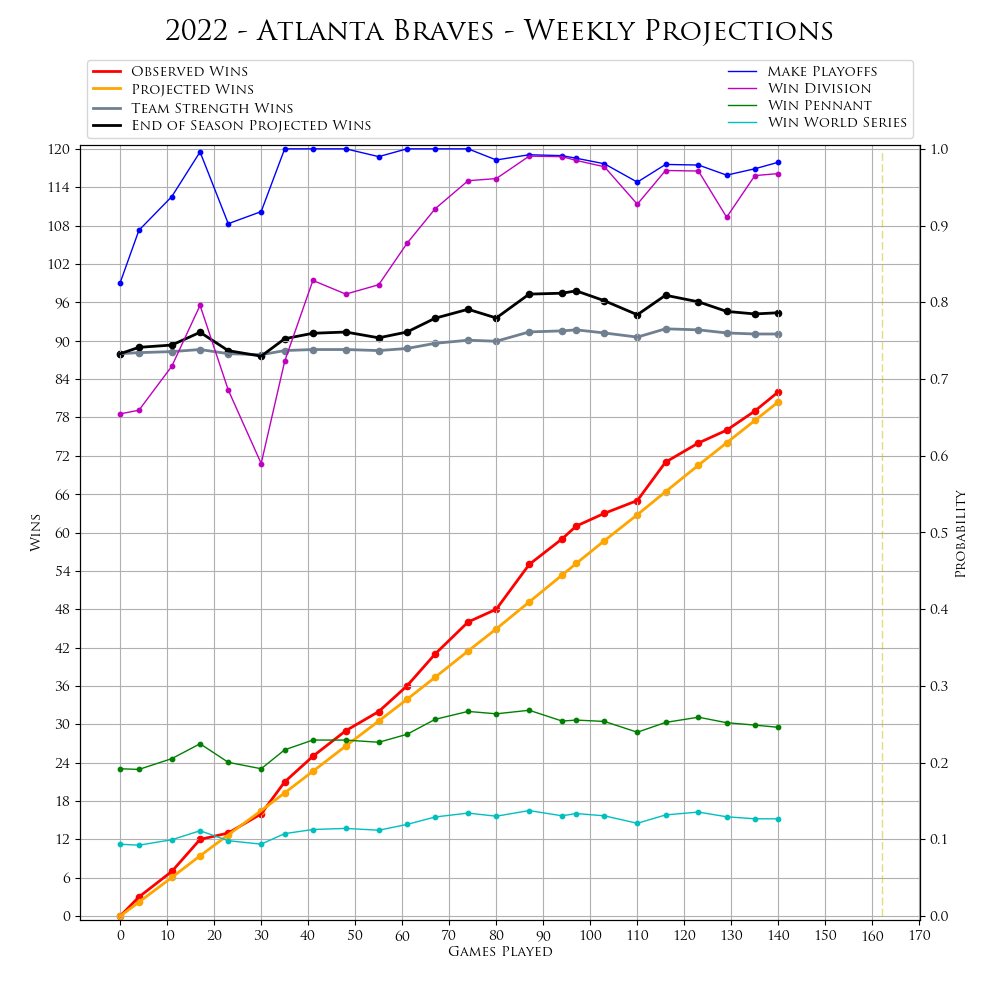 2022 - Atlanta Braves - Weekly Projections
Observed Wins
Projected Wins
Team Strength Wins
End of Season Projected Wins
Make Playoffs
Win Division
Win Pennant
Win World Series
120
114
108
102
96
90
84
78
72
66
60
54
48
42
36
30
24
18
12
6
0
Wins
1.0
0.9
0.8
0.7
0.6
0.5
0.4
0.3
0.2
0.1
0.0
Probability
0 10 20 30 40 50 60 70 80 90 100 110 120 130 140 150 160 170
Games Played